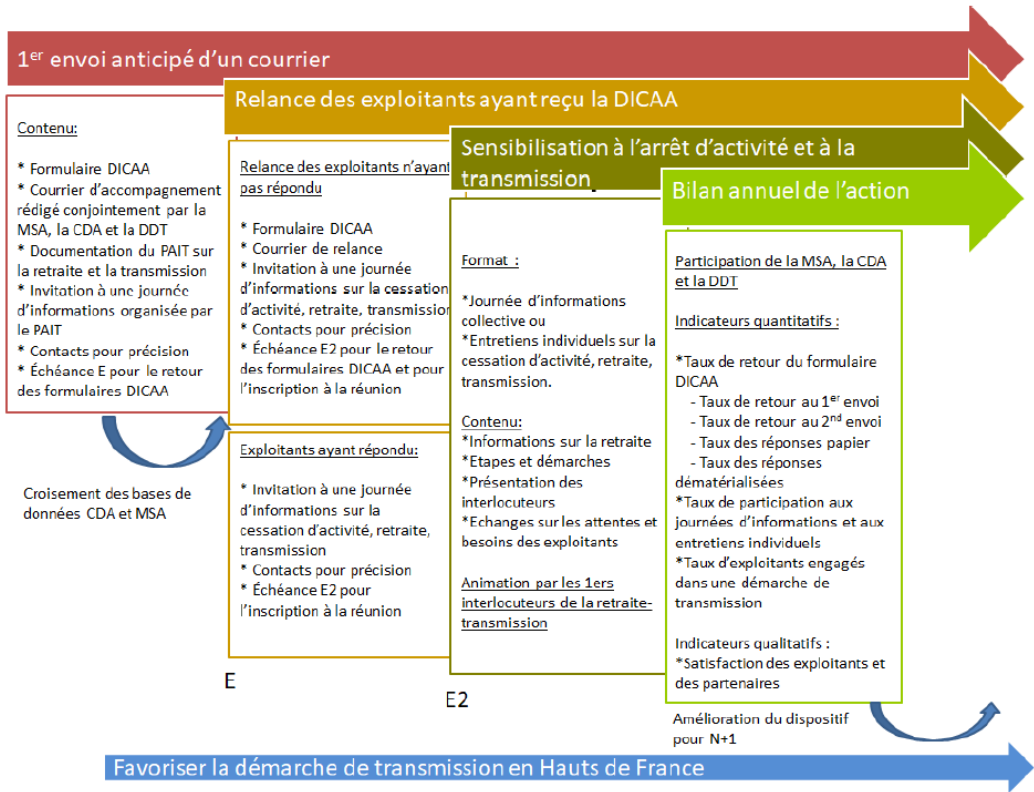 1er envoi anticipé d'un courrier
Relance des exploitants ayant reçu la DICAA
Sensibilisation à l'arrêt d'activité et à la
transmission
Bilan annuel de l'action
Contenu:
* Formulaire DICAA
* Courrier d'accompagnement
rédigé conjointement par la
MSA, la CDA et la DDT
* Documentation du PAIT sur
la retraite et la transmission
* Invitation à une journée
d'informations organisée par
le PAIT
* Contacts pour précision
* Échéance E pour le retour
des formulaires DICAA
Croisement des bases de
données CDA et MSA
Relance des exploitants n'ayant
pas répondu
* Formulaire DICAA
* Courrier de relance
* Invitation à une journée
d'informations sur la cessation
d'activité, retraite, transmission
* Contacts pour précision
* Échéance E2 pour le retour
des formulaires DICAA et pour
l'inscription à la réunion
Exploitants ayant répondu:
* Invitation à une journée
d'informations sur la
cessation d'activité, retraite,
transmission
* Contacts pour précision
* Échéance E2 pour
l'inscription à la réunion
E
Format :
*Journée d'informations
collective ou
*Entretiens individuels sur la
cessation d'activité, retraite,
transmission.
Contenu:
*Informations sur la retraite
*Etapes et démarches
*Présentation des
interlocuteurs
*Echanges sur les attentes et
besoins des exploitants
Animation par les 1ers
interlocuteurs de la retraite-
transmission
E2
Participation de la MSA, la CDA
et la DDT
Indicateurs quantitatifs :
*Taux de retour du formulaire
DICAA
- Taux de retour au 1er envoi
- Taux de retour au 2nd envoi
- Taux des réponses papier
- Taux des réponses
dématérialisées
*Taux de participation aux
journées d'informations et aux
entretiens individuels
*Taux d'exploitants engagés
dans une démarche de
transmission
Indicateurs qualitatifs :
*Satisfaction des exploitants et
des partenaires
Amélioration du dispositif
pour N+1
Favoriser la démarche de transmission en Hauts de France